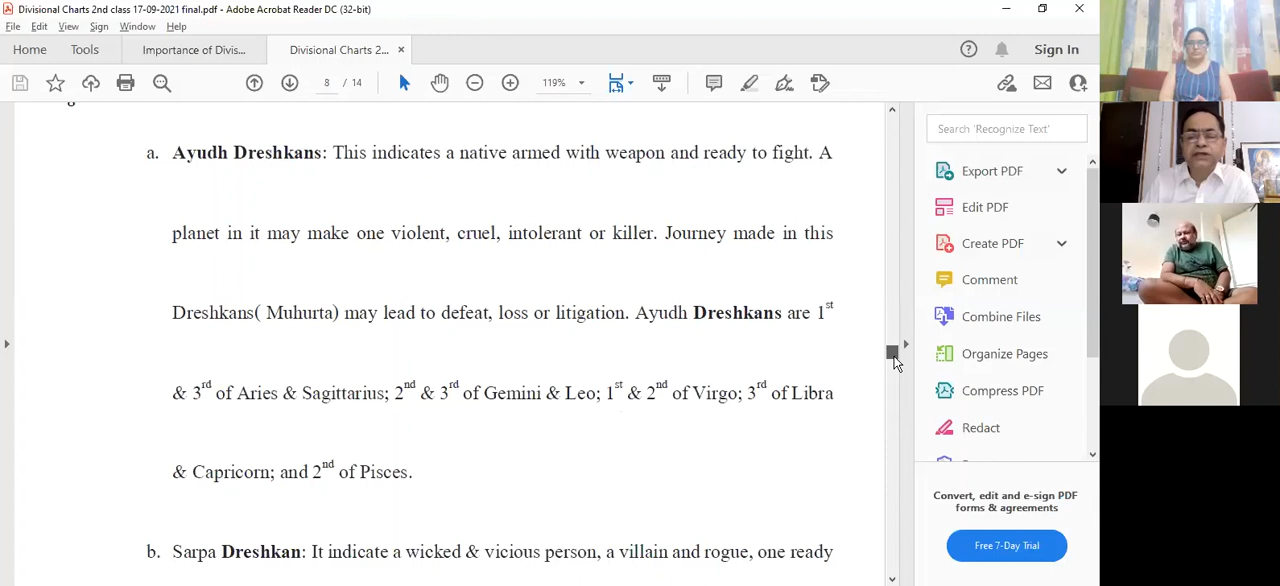 Divisional Charts 2nd class 17-09-2021 final.pdf - Adobe Acrobat Reader DC (32-bit)
File Edit View Sign Window Help
Home Tools Importance of Divis... Divisional Charts 2... × Sign In
8 / 14 119%
a. Ayudh Dreshkans: This indicates a native armed with weapon and ready to fight. A
planet in it may make one violent, cruel, intolerant or killer. Journey made in this
Dreshkans( Muhurta) may lead to defeat, loss or litigation. Ayudh Dreshkans are 1st
& 3rd of Aries & Sagittarius; 2nd & 3rd of Gemini & Leo; 1st & 2nd of Virgo; 3rd of Libra
& Capricorn; and 2nd of Pisces.
b. Sarpa Dreshkan: It indicate a wicked & vicious person, a villain and rogue, one ready
Search 'Recognize Text'
Export PDF
Edit PDF
Create PDF
Comment
Combine Files
Organize Pages
Compress PDF
Redact
Convert, edit and e-sign PDF
forms & agreements
Free 7-Day Trial